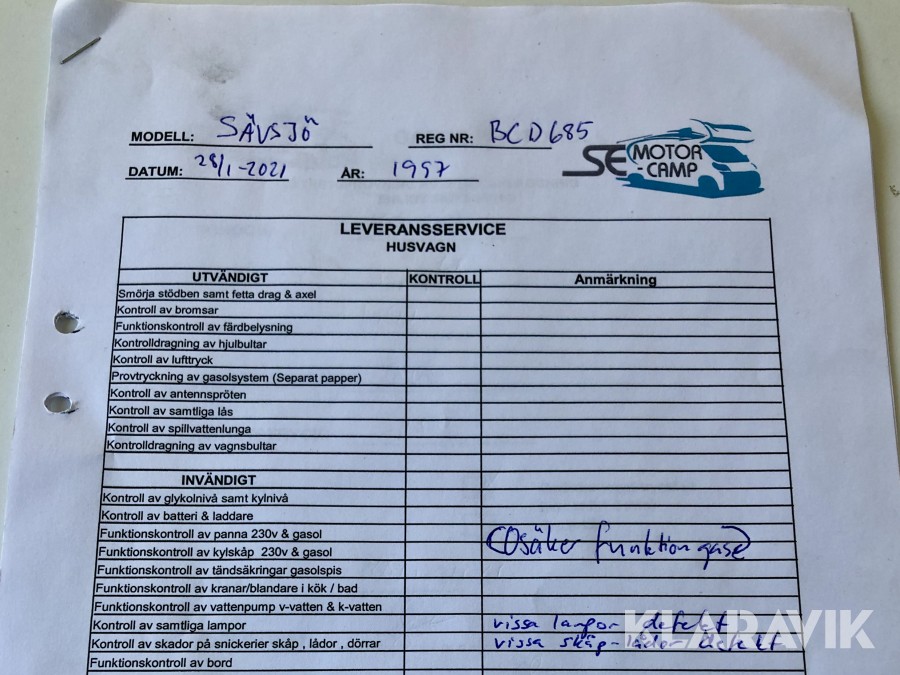 MODELL: SÄVSJÖ REG NR: BCD685
DATUM: 28/1-2021 ÅR: 1997
SE MOTOR
-CAMP
LEVERANSSERVICE
HUSVAGN
UTVÄNDIGT KONTROLL Anmärkning
Smörja stödben samt fetta drag & axel
Kontroll av bromsar
Funktionskontroll av färdbelysning
Kontrolldragning av hjulbultar
Kontroll av lufttryck
Provtryckning av gasolsystem (Separat papper)
Kontroll av antennspröten
Kontroll av samtliga lås
Kontroll av spillvattenlunga
Kontrolldragning av vagnsbultar
INVÄNDIGT
Kontroll av glykolnivå samt kylnivå
Kontroll av batteri & laddare
Funktionskontroll av panna 230v & gasol
Funktionskontroll av kylskåp 230v & gasol (Osäker funktion gasol)
Funktionskontroll av tändsäkringar gasolspis
Funktionskontroll av kranar/blandare i kök / bad
Funktionskontroll av vattenpump v-vatten & k-vatten
Kontroll av samtliga lampor vissa lampor defekt
Kontroll av skador på snickerier skåp , lådor , dörrar vissa skåp-lådor defekt
Funktionskontroll av bord
KLARAVIK